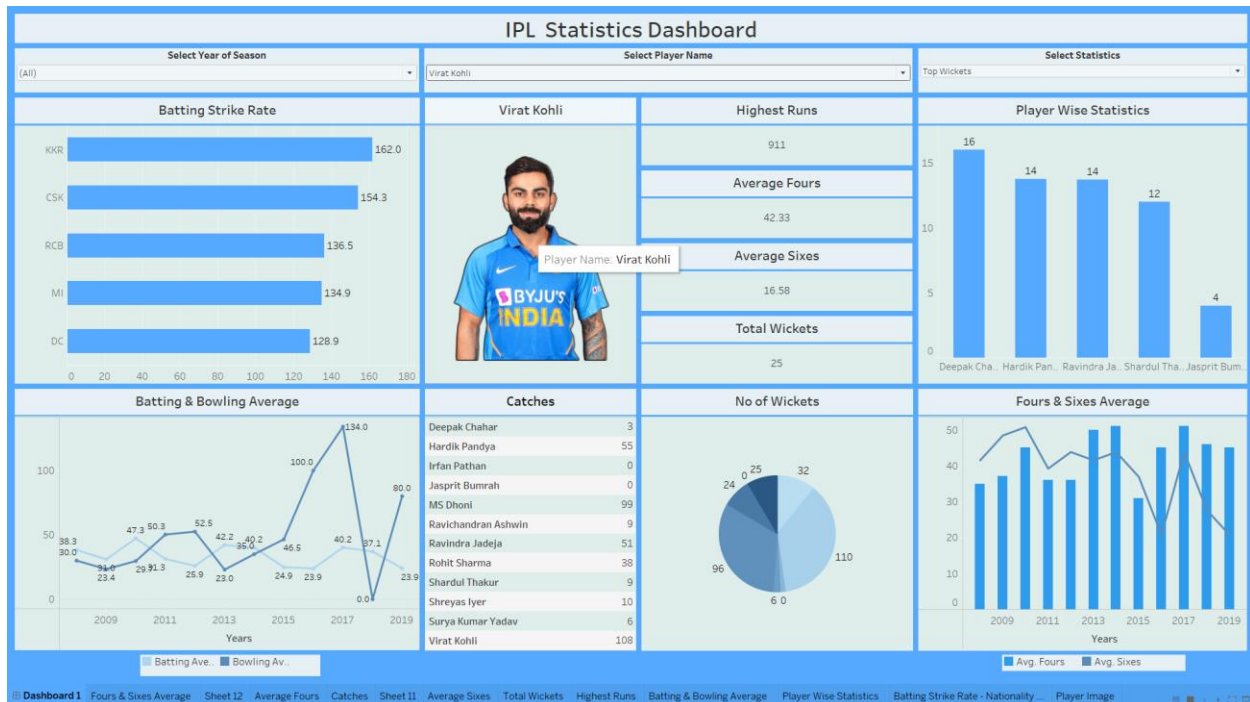 IPL Statistics Dashboard
Select Year of Season
(All)
Select Player Name
Virat Kohli
Select Statistics
Top Wickets
Batting Strike Rate
KKR 162.0
CSK 154.3
RCB 136.5
MI 134.9
DC 128.9
0 20 40 60 80 100 120 140 160 180
Virat Kohli
BYJU'S
INDIA
Player Name: Virat Kohli
Highest Runs
911
Average Fours
42.33
Average Sixes
16.58
Total Wickets
25
Player Wise Statistics
16 14 14 12 4
15
10
5
0
Deepak Cha.. Hardik Pan.. Ravindra Ja.. Shardul Tha.. Jasprit Bum..
Batting & Bowling Average
100
50
0
38.3
30.0
31.0
23.4
47.3
29.?
50.3
31.3
52.5
25.9
42.2
23.0
40.2
35.0
46.5
24.9
100.0
23.9
134.0
40.2
37.1
0.0
80.0
23.9
2009 2011 2013 2015 2017 2019
Years
Batting Ave.. Bowling Av..
Catches
Deepak Chahar 3
Hardik Pandya 55
Irfan Pathan 0
Jasprit Bumrah 0
MS Dhoni 99
Ravichandran Ashwin 9
Ravindra Jadeja 51
Rohit Sharma 38
Shardul Thakur 9
Shreyas Iyer 10
Surya Kumar Yadav 6
Virat Kohli 108
No of Wickets
24 0 25 32
110
96
6 0
Fours & Sixes Average
50
40
30
20
10
0
2009 2011 2013 2015 2017 2019
Years
Avg. Fours Avg. Sixes
Dashboard 1 Fours & Sixes Average Sheet 12 Average Fours Catches Sheet 11 Average Sixes Total Wickets Highest Runs Batting & Bowling Average Player Wise Statistics Batting Strike Rate - Nationality ... Player Image